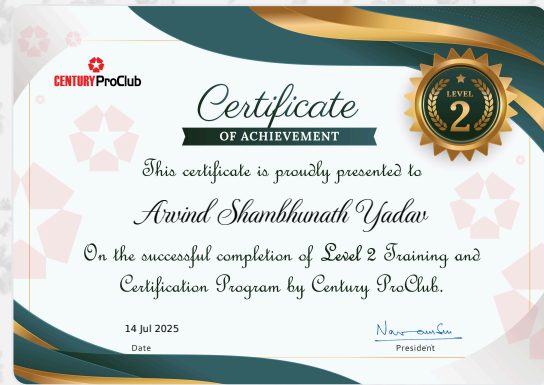 CENTURY ProClub
Certificate
OF ACHIEVEMENT
LEVEL
2
This certificate is proudly presented to
Arvind Shambhunath Yadav
On the successful completion of Level 2 Training and
Certification Program by Century ProClub.
14 Jul 2025
Date
President